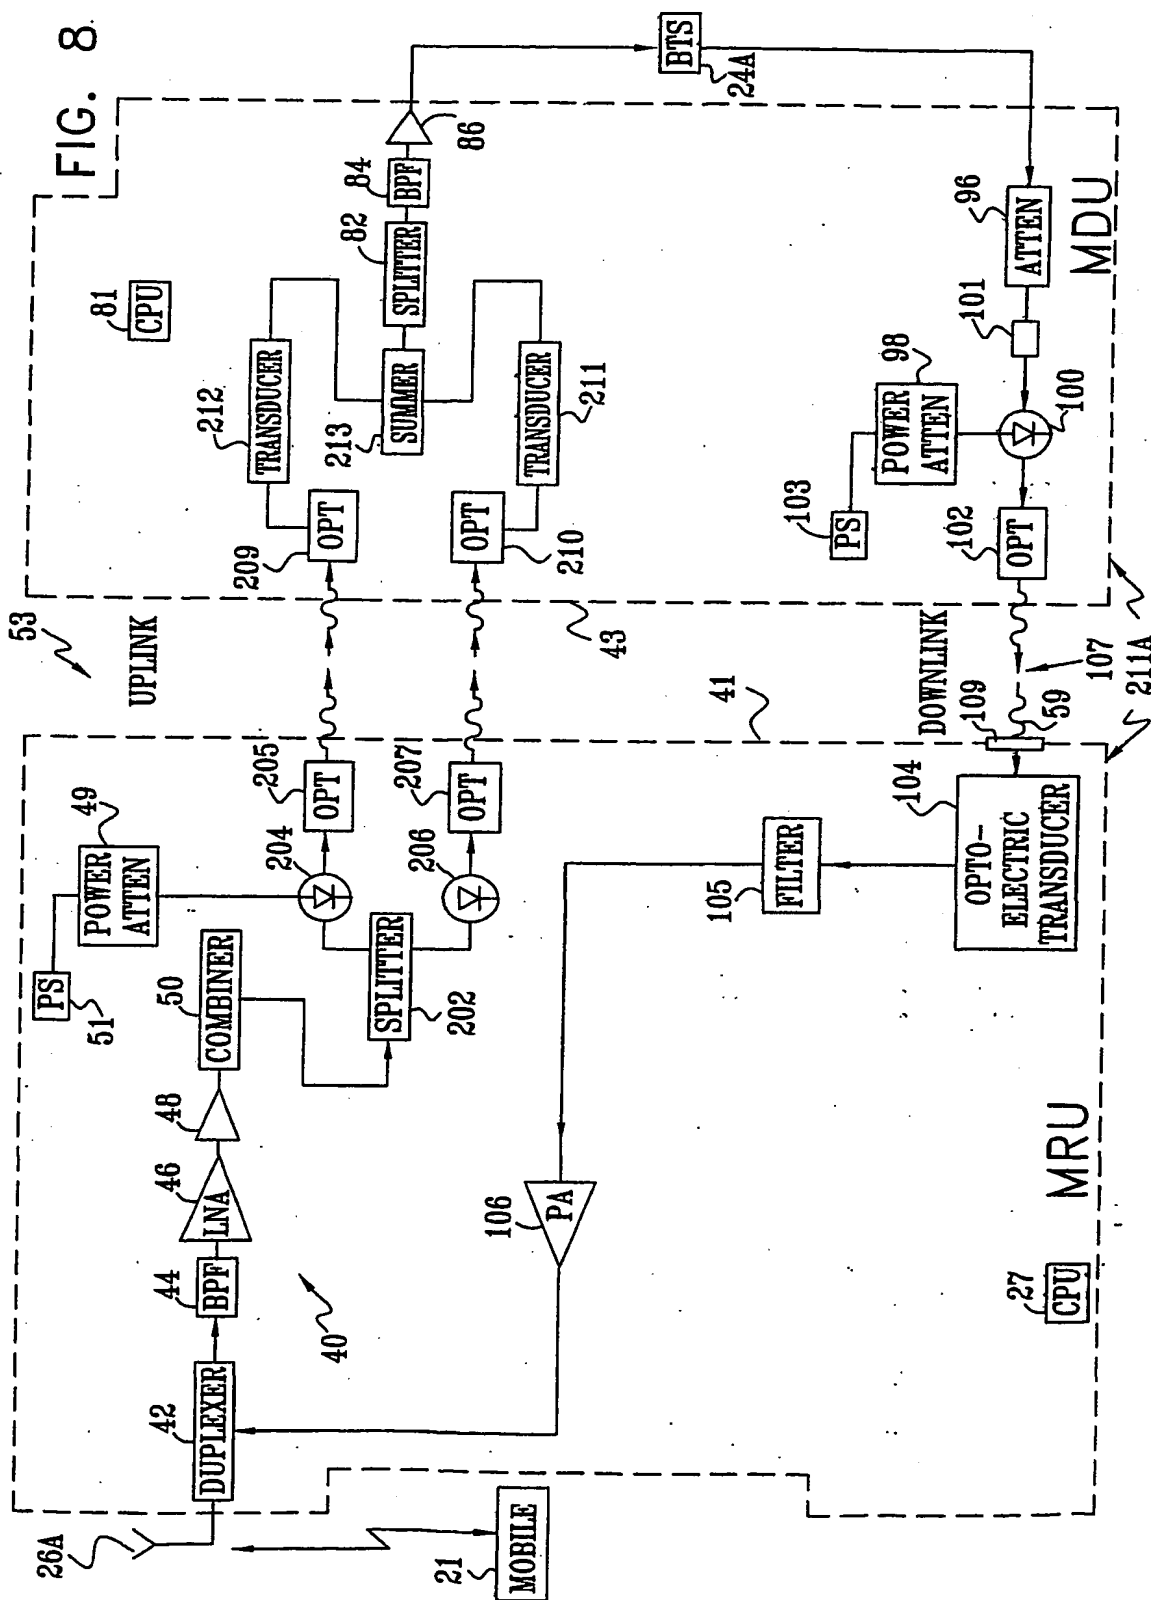 FIG. 8
53
UPLINK
81
CPU
212
TRANSDUCER
209
OPT
213
SUMMER
82
SPLITTER
84
BPF
86
BTS
24A
210
OPT
TRANSDUCER
211
43
103
PS
98
POWER
ATTEN
96
ATTEN
101
100
102
OPT
MDU
DOWNLINK
107
211A
109
59
41
26A
42
DUPLEXER
44
BPF
46
LNA
48
50
COMBINER
PS
51
49
POWER
ATTEN
204
205
OPT
206
207
OPT
SPLITTER
202
40
21
MOBILE
106
PA
105
FILTER
104
OPTO-
ELECTRIC
TRANSDUCER
27
CPU
MRU